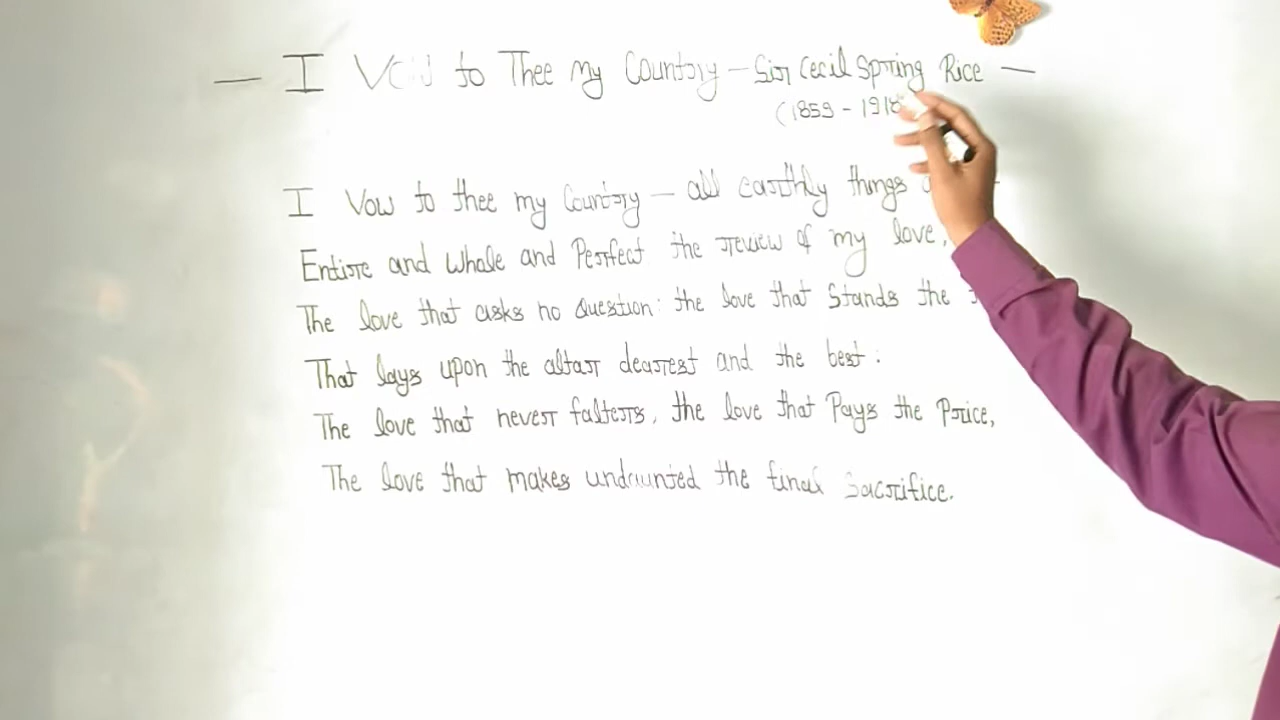 — I to Thee My Country – Sir Cecil Spring Rice —
(1859 - 1918
I Vow to thee my Country – all earthly things
Entire and Whole and Perfect the review of my love,
The love that asks no question: the love that Stands the
That lays upon the altar dearest and the best :
The love that never falters, the love that Pays the Price,
The love that makes undaunted the final Sacrifice.